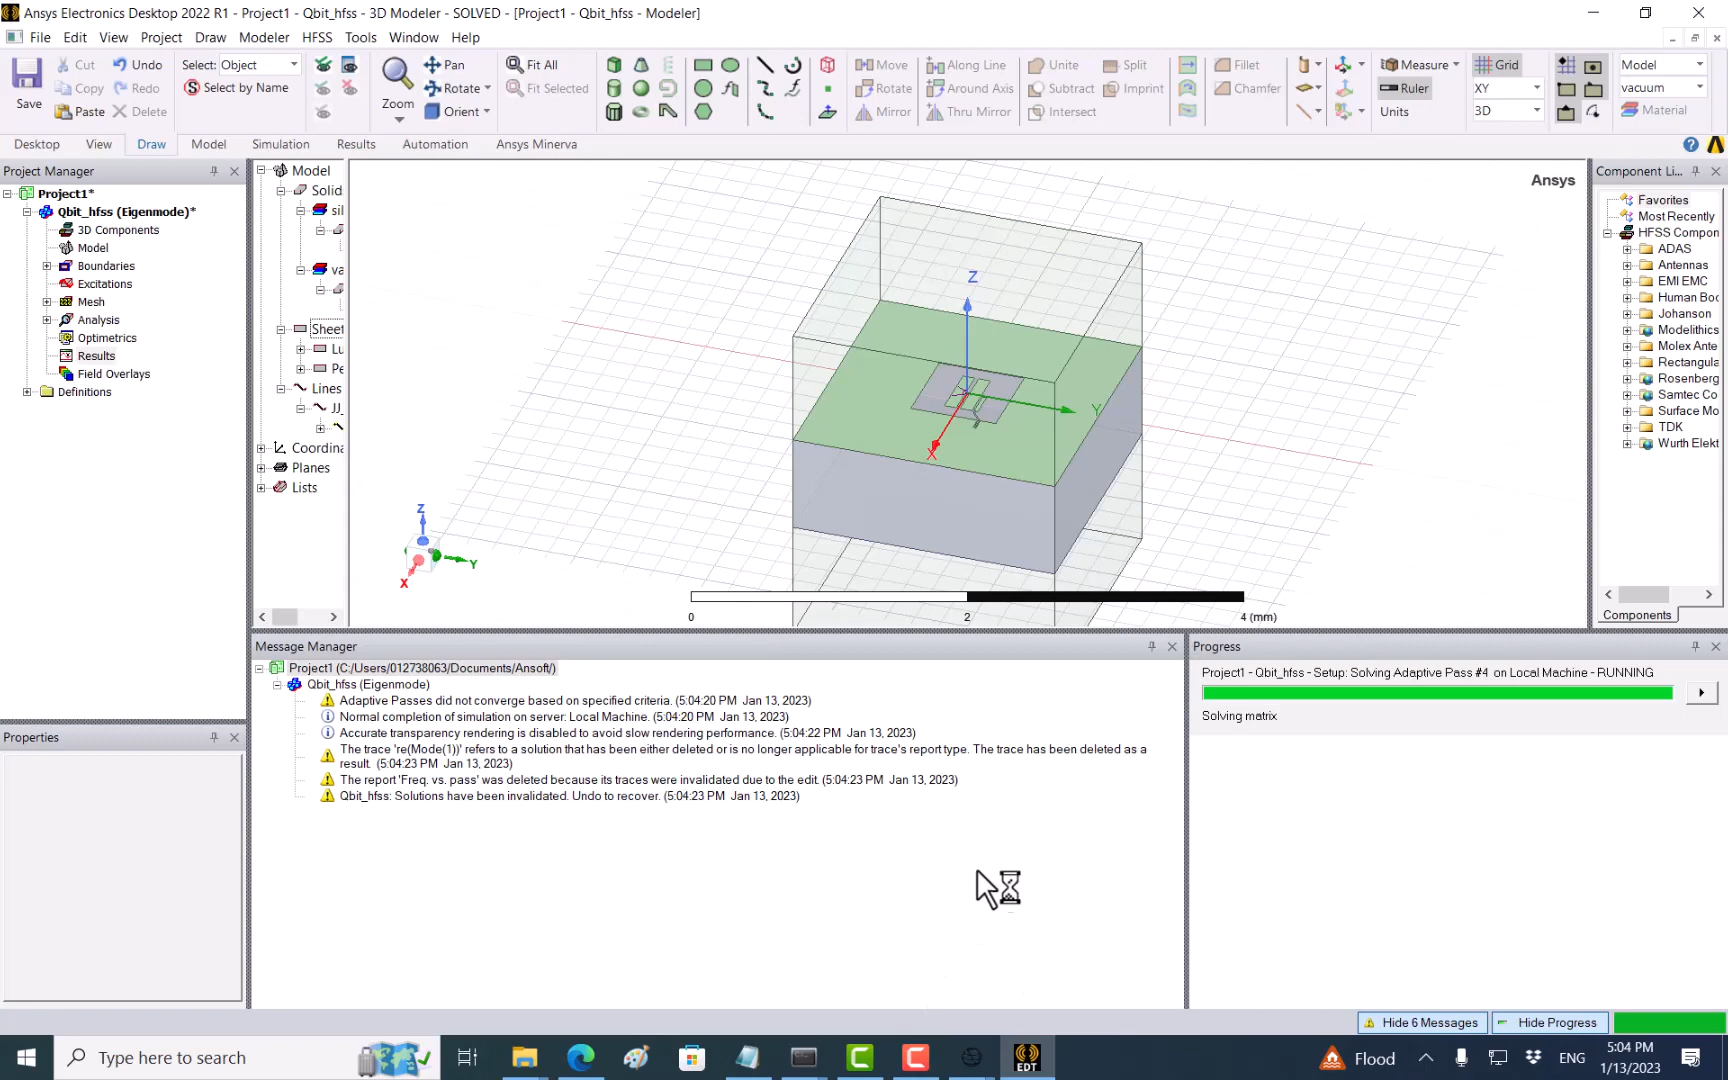 Ansys Electronics Desktop 2022 R1 - Project1 - Qbit_hfss - 3D Modeler - SOLVED - [Project1 - Qbit_hfss - Modeler]
File Edit View Project Draw Modeler HFSS Tools Window Help
Save
Cut
Copy
Paste
Undo
Redo
Delete
Select: Object
Select by Name
Zoom
Pan
Rotate
Orient
Fit All
Fit Selected
Move
Rotate
Mirror
Along Line
Around Axis
Thru Mirror
Unite
Subtract
Intersect
Split
Imprint
Fillet
Chamfer
Measure
Ruler
Units
Grid
XY
3D
Model
vacuum
Material
Desktop View Draw Model Simulation Results Automation Ansys Minerva
Project Manager
Project1*
Qbit_hfss (Eigenmode)*
3D Components
Model
Boundaries
Excitations
Mesh
Analysis
Optimetrics
Results
Field Overlays
Definitions
Properties
Model
Solid
sil
va
Sheet
Lu
Pe
Lines
JJ_
Coordina
Planes
Lists
Ansys
Z
Y
X
Z
Y
X
0
2
4 (mm)
Component Li...
Favorites
Most Recently
HFSS Compon
ADAS
Antennas
EMI EMC
Human Boc
Johanson
Modelithics
Molex Ante
Rectangula
Rosenberg
Samtec Co
Surface Mo
TDK
Wurth Elekt
Components
Message Manager
Project1 (C:/Users/012738063/Documents/Ansoft/)
Qbit_hfss (Eigenmode)
Adaptive Passes did not converge based on specified criteria. (5:04:20 PM Jan 13, 2023)
Normal completion of simulation on server: Local Machine. (5:04:20 PM Jan 13, 2023)
Accurate transparency rendering is disabled to avoid slow rendering performance. (5:04:22 PM Jan 13, 2023)
The trace 're(Mode(1))' refers to a solution that has been either deleted or is no longer applicable for trace's report type. The trace has been deleted as a
result. (5:04:23 PM Jan 13, 2023)
The report 'Freq. vs. pass' was deleted because its traces were invalidated due to the edit. (5:04:23 PM Jan 13, 2023)
Qbit_hfss: Solutions have been invalidated. Undo to recover. (5:04:23 PM Jan 13, 2023)
Progress
Project1 - Qbit_hfss - Setup: Solving Adaptive Pass #4 on Local Machine - RUNNING
Solving matrix
Hide 6 Messages
Hide Progress
Type here to search
EDT
Flood
ENG
5:04 PM
1/13/2023